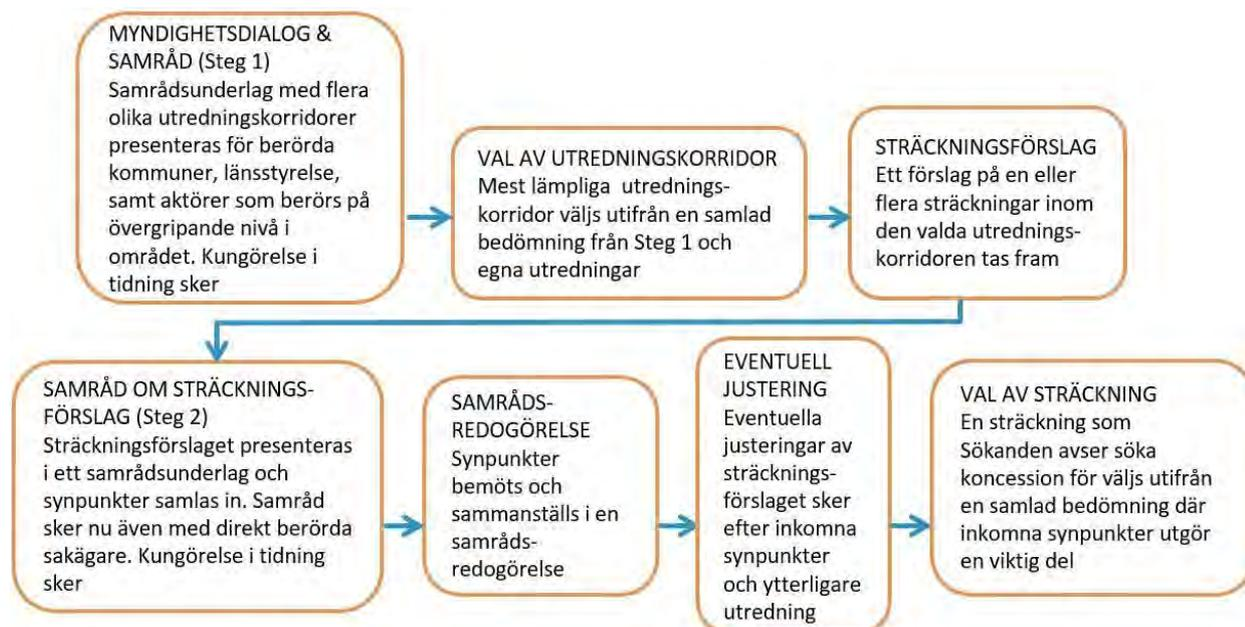 MYNDIGHETSDIALOG &
SAMRÅD (Steg 1)
Samrådsunderlag med flera
olika utredningskorridorer
presenteras för berörda
kommuner, länsstyrelse,
samt aktörer som berörs på
övergripande nivå i
området. Kungörelse i
tidning sker
VAL AV UTREDNINGSKORRIDOR
Mest lämpliga utrednings-
korridor väljs utifrån en samlad
bedömning från Steg 1 och
egna utredningar
STRÄCKNINGSFÖRSLAG
Ett förslag på en eller
flera sträckningar inom
den valda utrednings-
korridoren tas fram
SAMRÅD OM STRÄCKNINGS-
FÖRSLAG (Steg 2)
Sträckningsförslaget presenteras
i ett samrådsunderlag och
synpunkter samlas in. Samråd
sker nu även med direkt berörda
sakägare. Kungörelse i tidning
sker
SAMRÅDS-
REDOGÖRELSE
Synpunkter
bemöts och
sammanställs i en
samråds-
redogörelse
EVENTUELL
JUSTERING
Eventuella
justeringar av
sträcknings-
förslaget sker
efter inkomna
synpunkter
och ytterligare
utredning
VAL AV STRÄCKNING
En sträckning som
Sökanden avser söka
koncession för väljs utifrån
en samlad bedömning där
inkomna synpunkter utgör
en viktig del